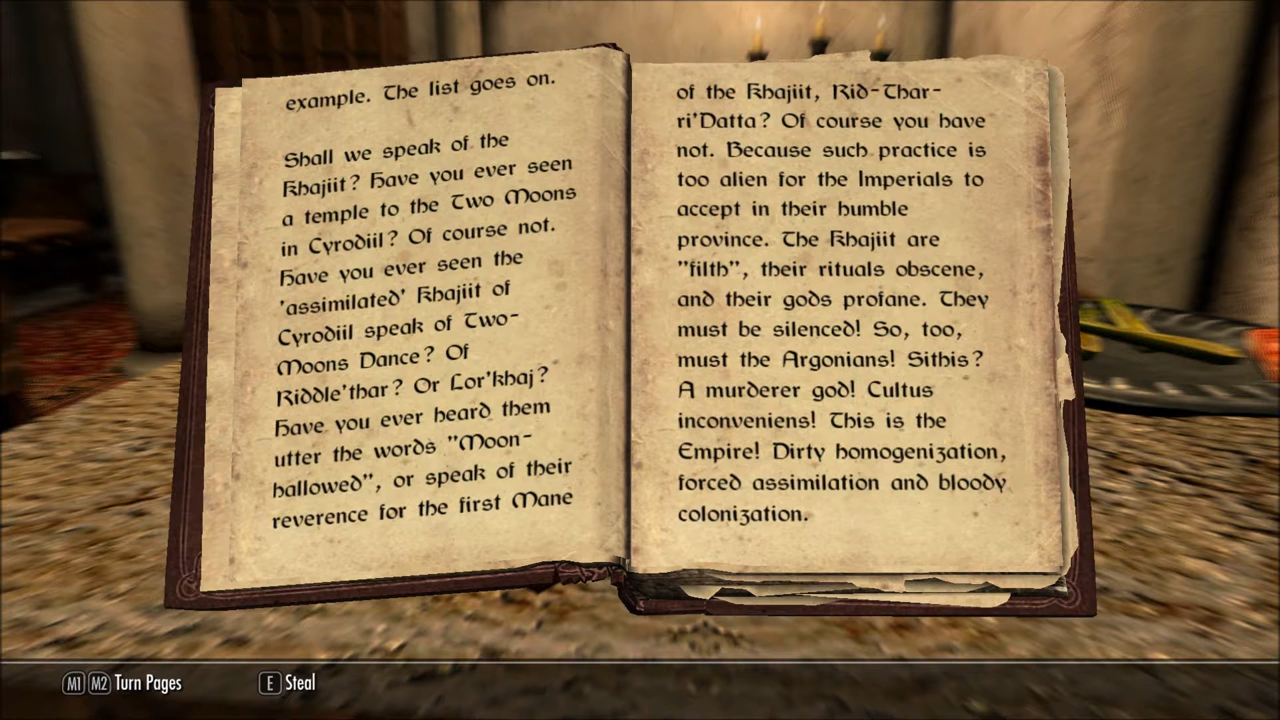 example. The list goes on.
Shall we speak of the
Khajiit? Have you ever seen
a temple to the Two Moons
in Cyrodiil? Of course not.
Have you ever seen the
'assimilated' Khajiit of
Cyrodiil speak of Two-
Moons Dance? Of
Riddle'thar? Or Lor'khaj?
Have you ever heard them
utter the words "Moon-
hallowed", or speak of their
reverence for the first Mane
of the Khajiit, Rid-Thar-
ri'Datta? Of course you have
not. Because such practice is
too alien for the Imperials to
accept in their humble
province. The Khajiit are
"filth", their rituals obscene,
and their gods profane. They
must be silenced! So, too,
must the Argonians! Sithis?
A murderer god! Cultus
inconveniens! This is the
Empire! Dirty homogenization,
forced assimilation and bloody
colonization.
M1 M2 Turn Pages
E Steal